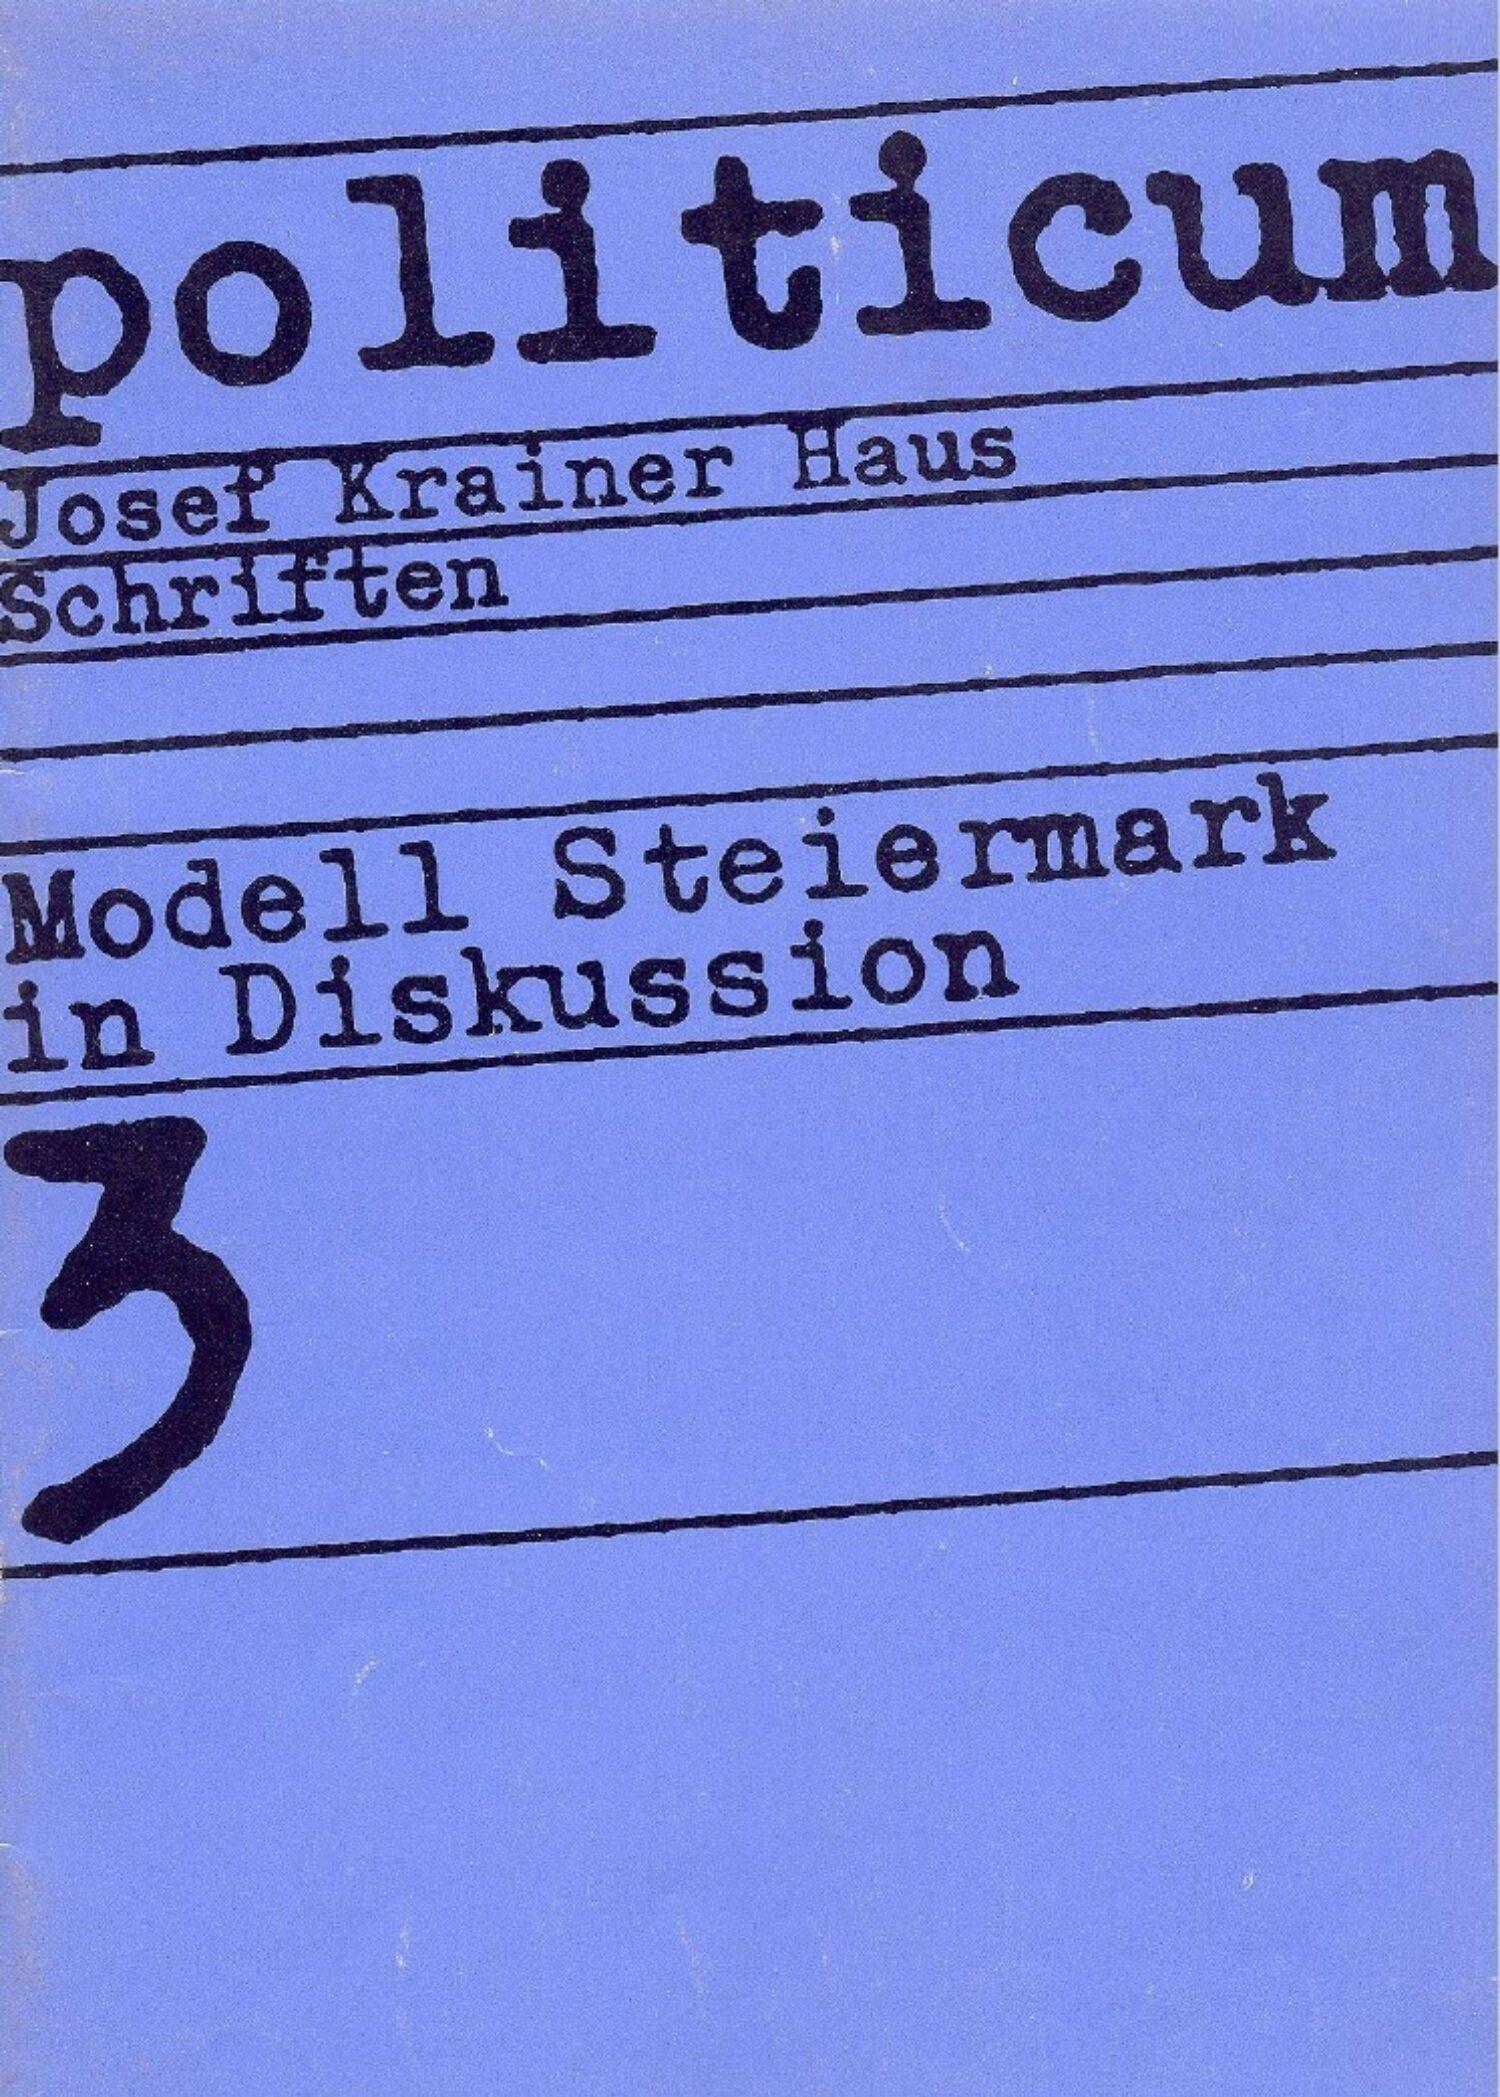 politicum
Josef Krainer Haus
Schriften
Modell Steiermark
in Diskussion
3